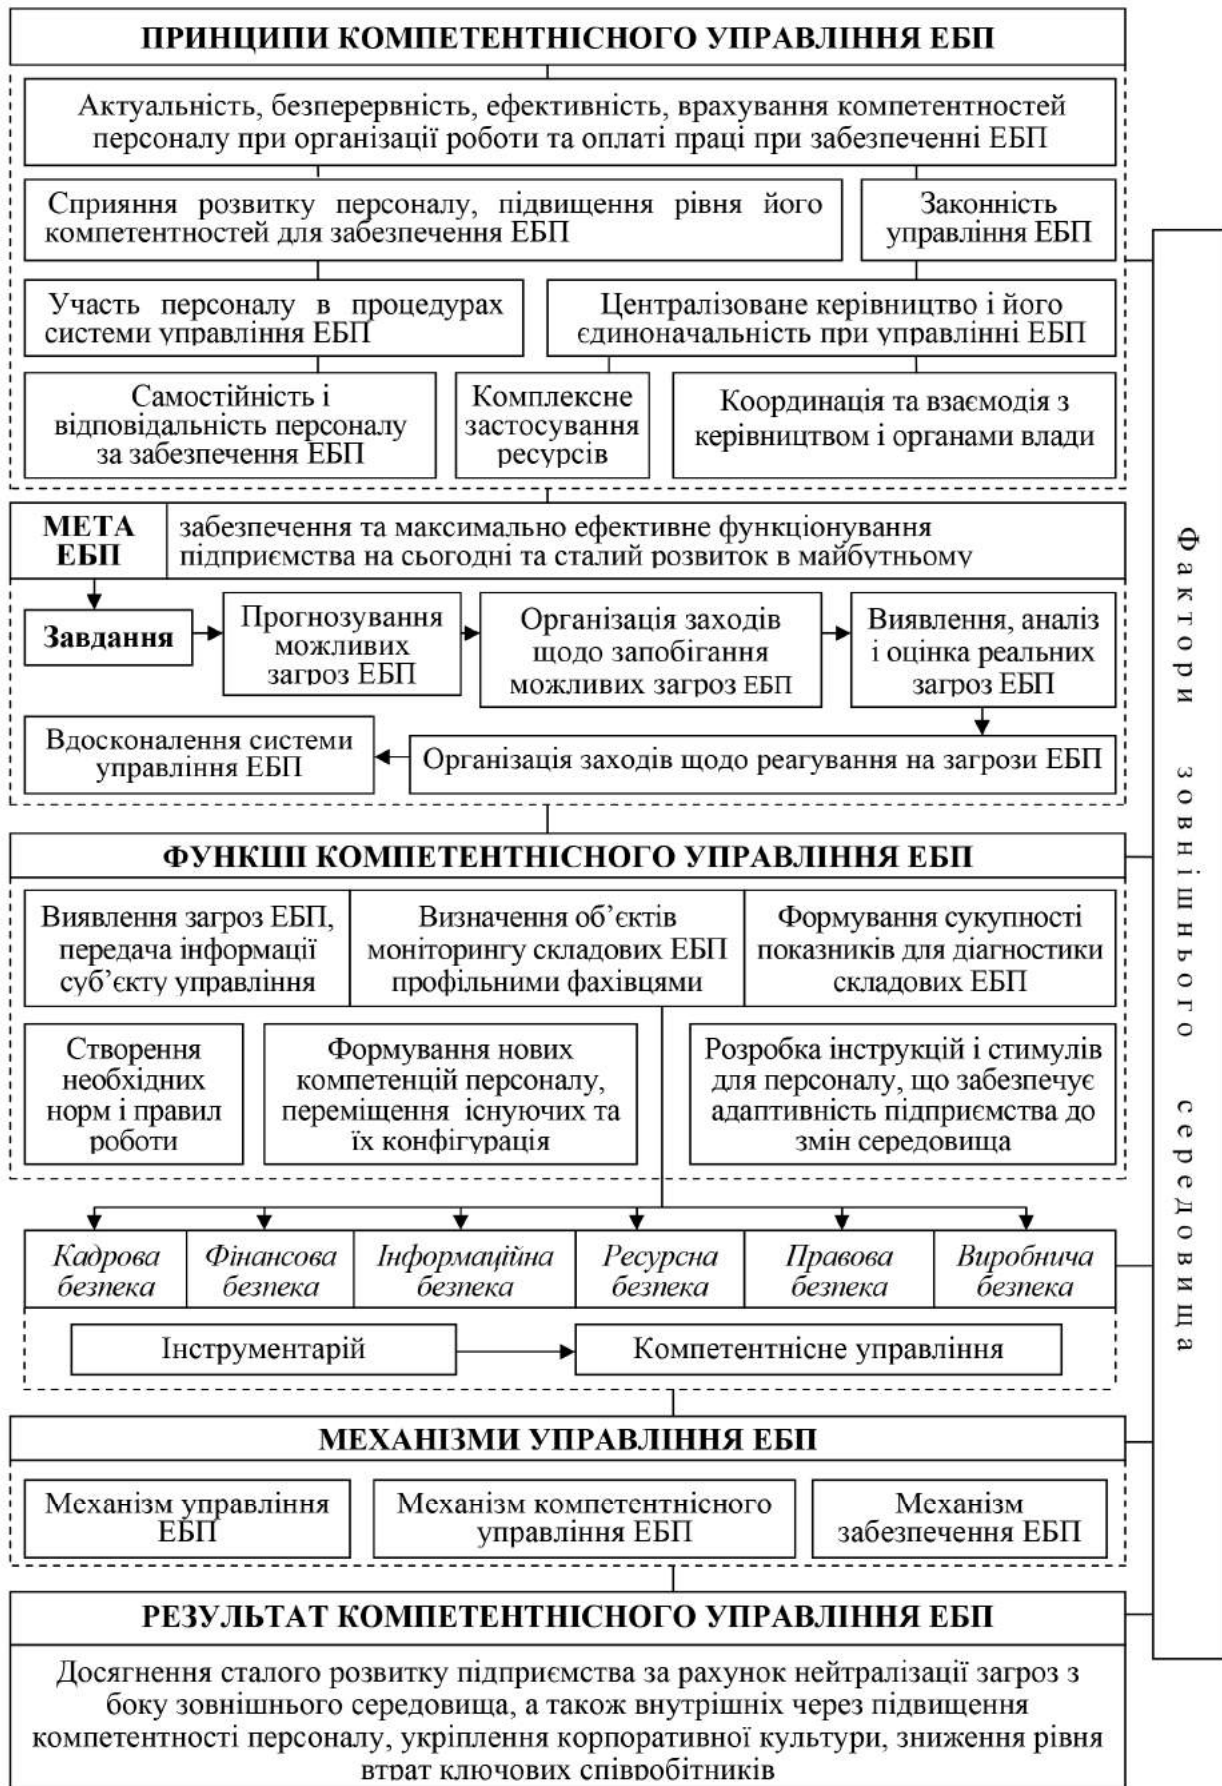 ПРИНЦИПИ КОМПЕТЕНТНІСНОГО УПРАВЛІННЯ ЕБП
Актуальність, безперервність, ефективність, врахування компетентностей
персоналу при організації роботи та оплаті праці при забезпеченні ЕБП
Сприяння розвитку персоналу, підвищення рівня його
компетентностей для забезпечення ЕБП
Законність
управління ЕБП
Участь персоналу в процедурах
системи управління ЕБП
Централізоване керівництво і його
єдиноначальність при управлінні ЕБП
Самостійність і
відповідальність персоналу
за забезпечення ЕБП
Комплексне
застосування
ресурсів
Координація та взаємодія з
керівництвом і органами влади
МЕТА
ЕБП
забезпечення та максимально ефективне функціонування
підприємства на сьогодні та сталий розвиток в майбутньому
Завдання
Прогнозування
можливих
загроз ЕБП
Організація заходів
щодо запобігання
можливих загроз ЕБП
Виявлення, аналіз
і оцінка реальних
загроз ЕБП
Вдосконалення системи
управління ЕБП
Організація заходів щодо реагування на загрози ЕБП
ФУНКЦІЇ КОМПЕТЕНТНІСНОГО УПРАВЛІННЯ ЕБП
Виявлення загроз ЕБП,
передача інформації
суб’єкту управління
Визначення об’єктів
моніторингу складових ЕБП
профільними фахівцями
Формування сукупності
показників для діагностики
складових ЕБП
Створення
необхідних
норм і правил
роботи
Формування нових
компетенцій персоналу,
переміщення існуючих та
їх конфігурація
Розробка інструкцій і стимулів
для персоналу, що забезпечує
адаптивність підприємства до
змін середовища
Кадрова
безпека
Фінансова
безпека
Інформаційна
безпека
Ресурсна
безпека
Правова
безпека
Виробнича
безпека
Інструментарій
Компетентнісне управління
МЕХАНІЗМИ УПРАВЛІННЯ ЕБП
Механізм управління
ЕБП
Механізм компетентнісного
управління ЕБП
Механізм
забезпечення ЕБП
РЕЗУЛЬТАТ КОМПЕТЕНТНІСНОГО УПРАВЛІННЯ ЕБП
Досягнення сталого розвитку підприємства за рахунок нейтралізації загроз з
боку зовнішнього середовища, а також внутрішніх через підвищення
компетентності персоналу, укріплення корпоративної культури, зниження рівня
втрат ключових співробітників
Фактори зовнішнього середовища